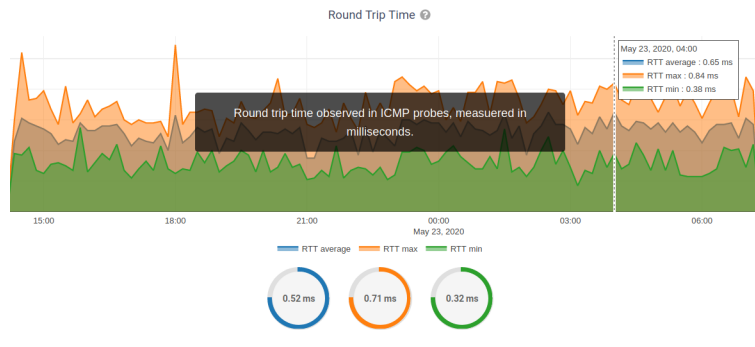 Round Trip Time ?
May 23, 2020, 04:00
RTT average : 0.65 ms
RTT max : 0.84 ms
RTT min : 0.38 ms
Round trip time observed in ICMP probes, measuered in
milliseconds.
15:00 18:00 21:00 00:00 03:00 06:00
May 23, 2020
RTT average RTT max RTT min
0.52 ms 0.71 ms 0.32 ms